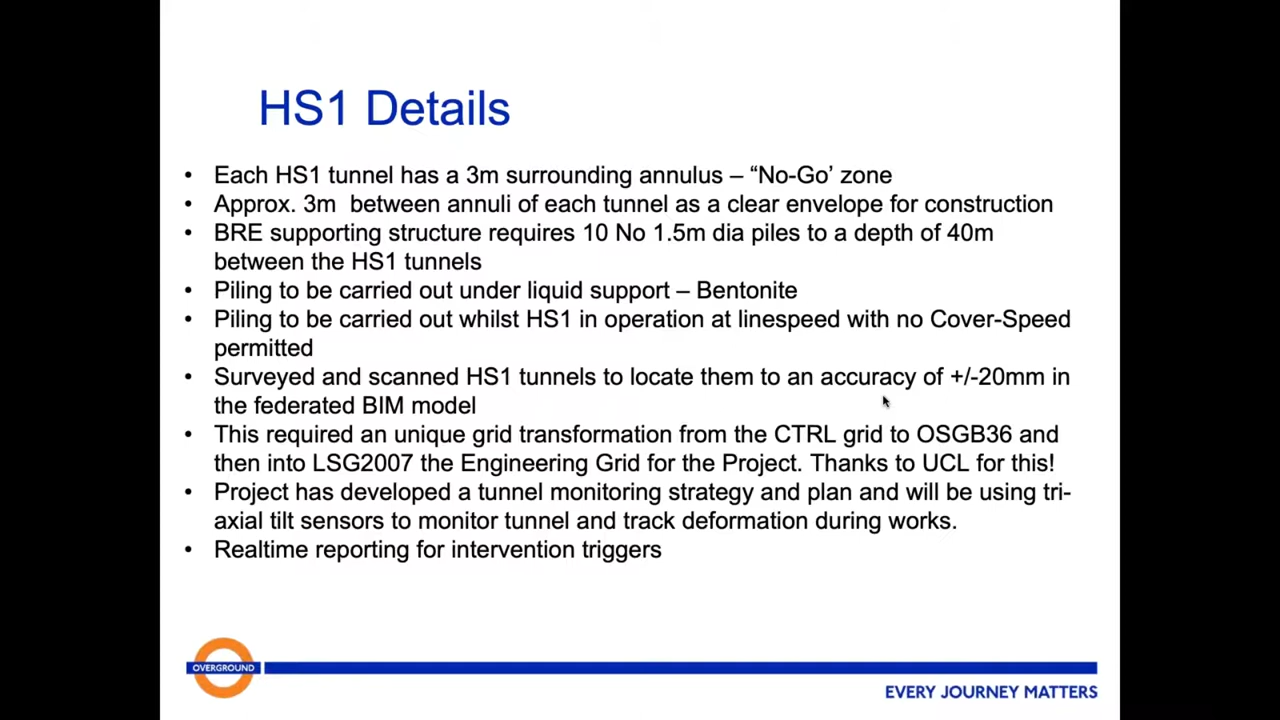 HS1 Details
• Each HS1 tunnel has a 3m surrounding annulus – “No-Go’ zone
• Approx. 3m  between annuli of each tunnel as a clear envelope for construction
• BRE supporting structure requires 10 No 1.5m dia piles to a depth of 40m
between the HS1 tunnels
• Piling to be carried out under liquid support – Bentonite
• Piling to be carried out whilst HS1 in operation at linespeed with no Cover-Speed
permitted
• Surveyed and scanned HS1 tunnels to locate them to an accuracy of +/-20mm in
the federated BIM model
• This required an unique grid transformation from the CTRL grid to OSGB36 and
then into LSG2007 the Engineering Grid for the Project. Thanks to UCL for this!
• Project has developed a tunnel monitoring strategy and plan and will be using tri-
axial tilt sensors to monitor tunnel and track deformation during works.
• Realtime reporting for intervention triggers
OVERGROUND
EVERY JOURNEY MATTERS